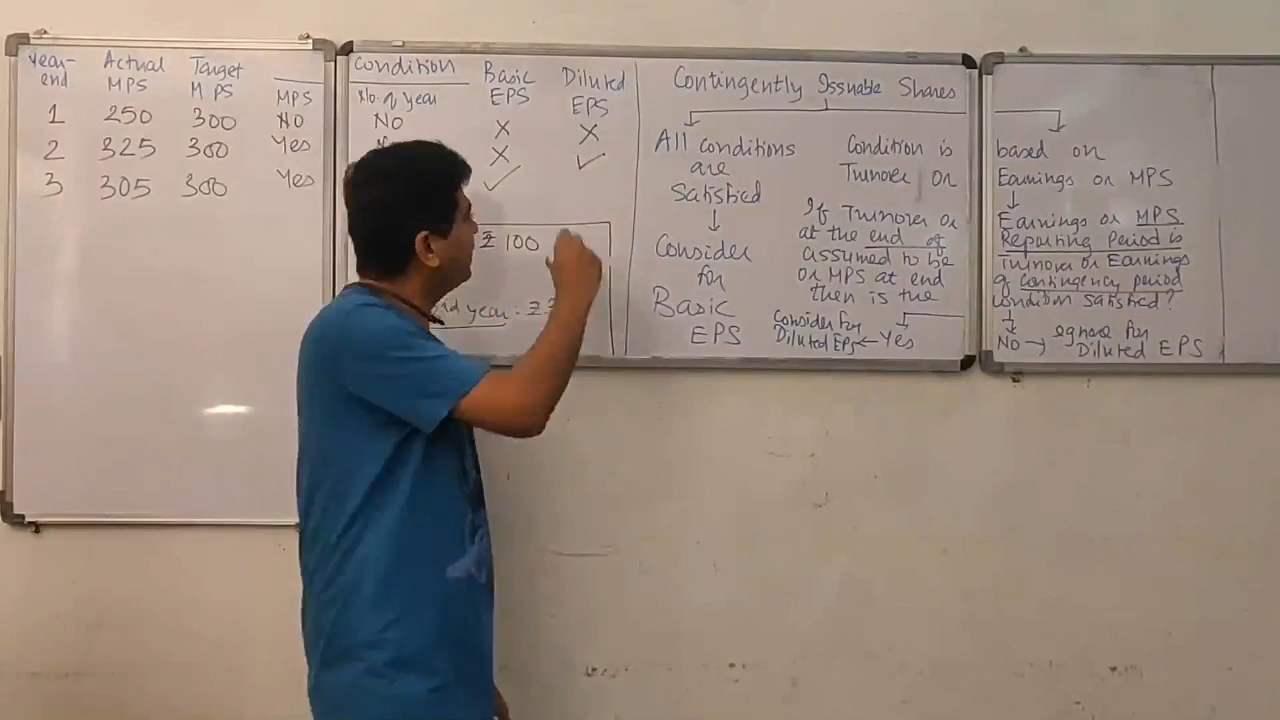 Year-end Actual MPS Target MPS MPS
1 250 300 NO
2 325 300 Yes
3 305 300 Yes
Condition Basic EPS Diluted EPS
No. of year
NO X X
X ✓
✓
₹ 100
nd year : ₹3
Contingently Issuable Shares
All conditions
are
Satisfied
↓
Consider
for
Basic
EPS
Condition is based on
Turnover or Earnings or MPS
↓
If Turnover or Earnings or MPS
at the end of Reporting Period is
assumed to be Turnover or Earnings
or MPS at end of contingency period
then is the condition satisfied?
Consider for
Diluted EPS ← Yes
NO → ignore for
Diluted EPS